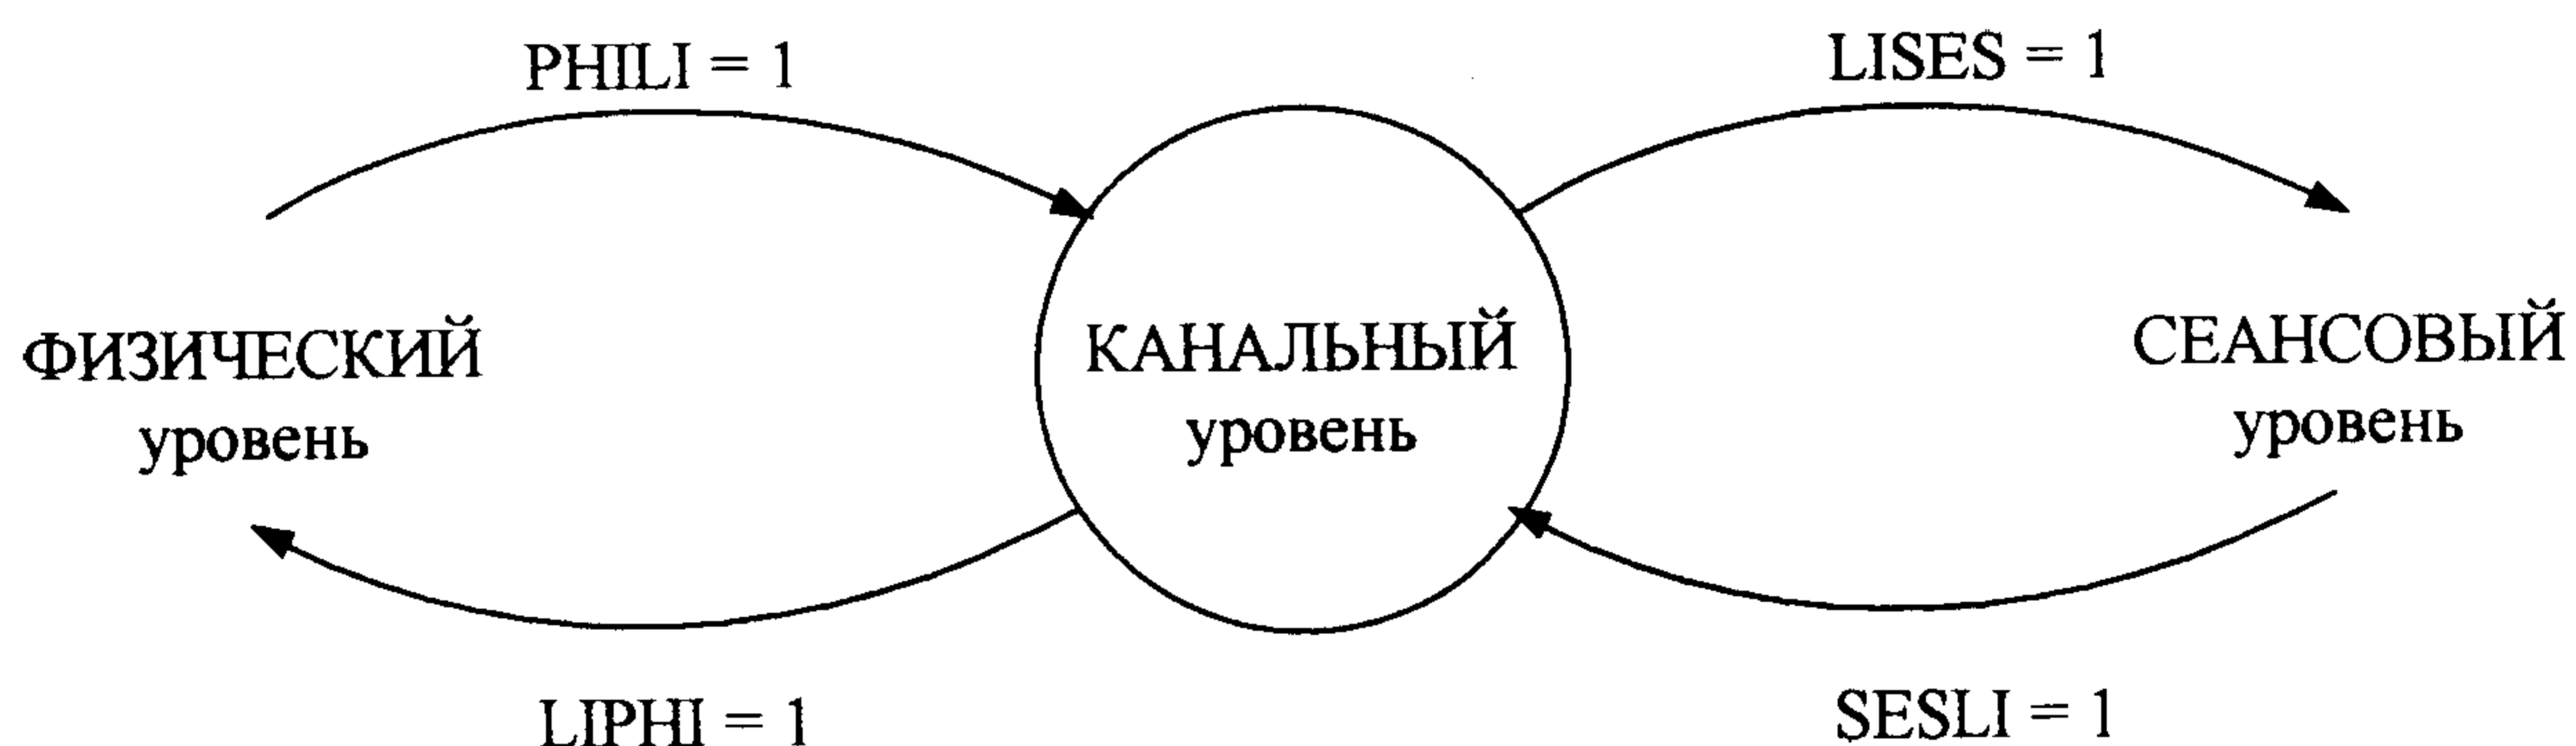 PHILI = 1
LISES = 1
ФИЗИЧЕСКИЙ
уровень
КАНАЛЬНЫЙ
уровень
СЕАНСОВЫЙ
уровень
LIPHI = 1
SESLI = 1